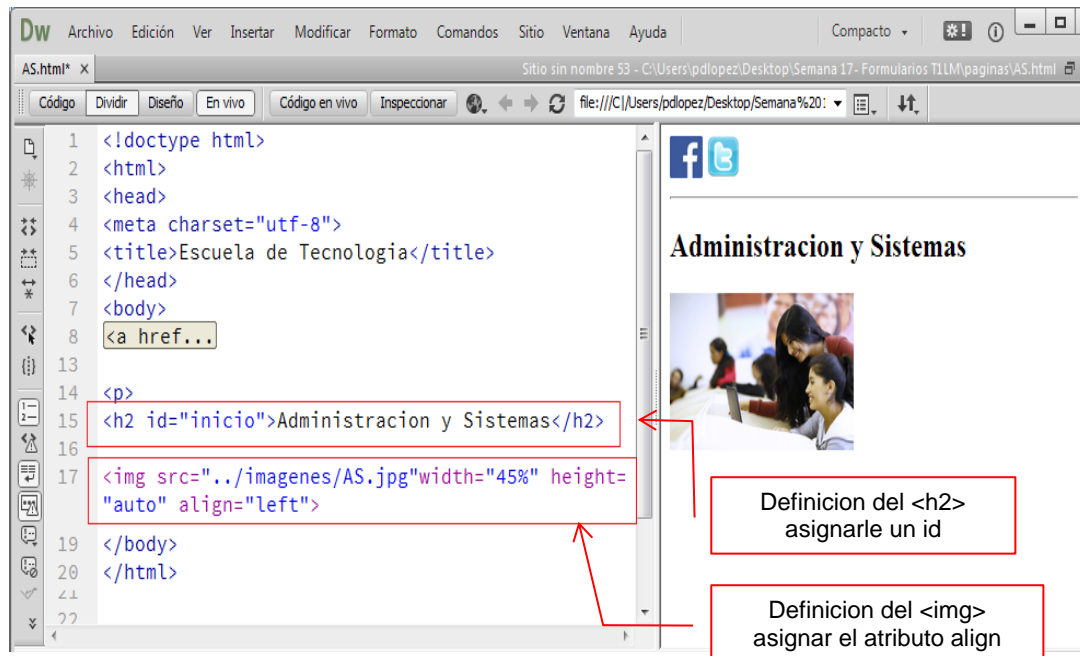 Dw Archivo Edición Ver Insertar Modificar Formato Comandos Sitio Ventana Ayuda Compacto
AS.html* × Sitio sin nombre 53 - C:\Users\pdlopez\Desktop\Semana 17- Formularios T1LM\paginas\AS.html
Código Dividir Diseño En vivo Código en vivo Inspeccionar file:///C|/Users/pdlopez/Desktop/Semana%20:
1 <!doctype html>
2 <html>
3 <head>
4 <meta charset="utf-8">
5 <title>Escuela de Tecnologia</title>
6 </head>
7 <body>
8 <a href...
13
14 <p>
15 <h2 id="inicio">Administracion y Sistemas</h2>
16
17 <img src="../imagenes/AS.jpg"width="45%" height=
"auto" align="left">
19 </body>
20 </html>
21
22
Administracion y Sistemas
Definicion del <h2>
asignarle un id
Definicion del <img>
asignar el atributo align